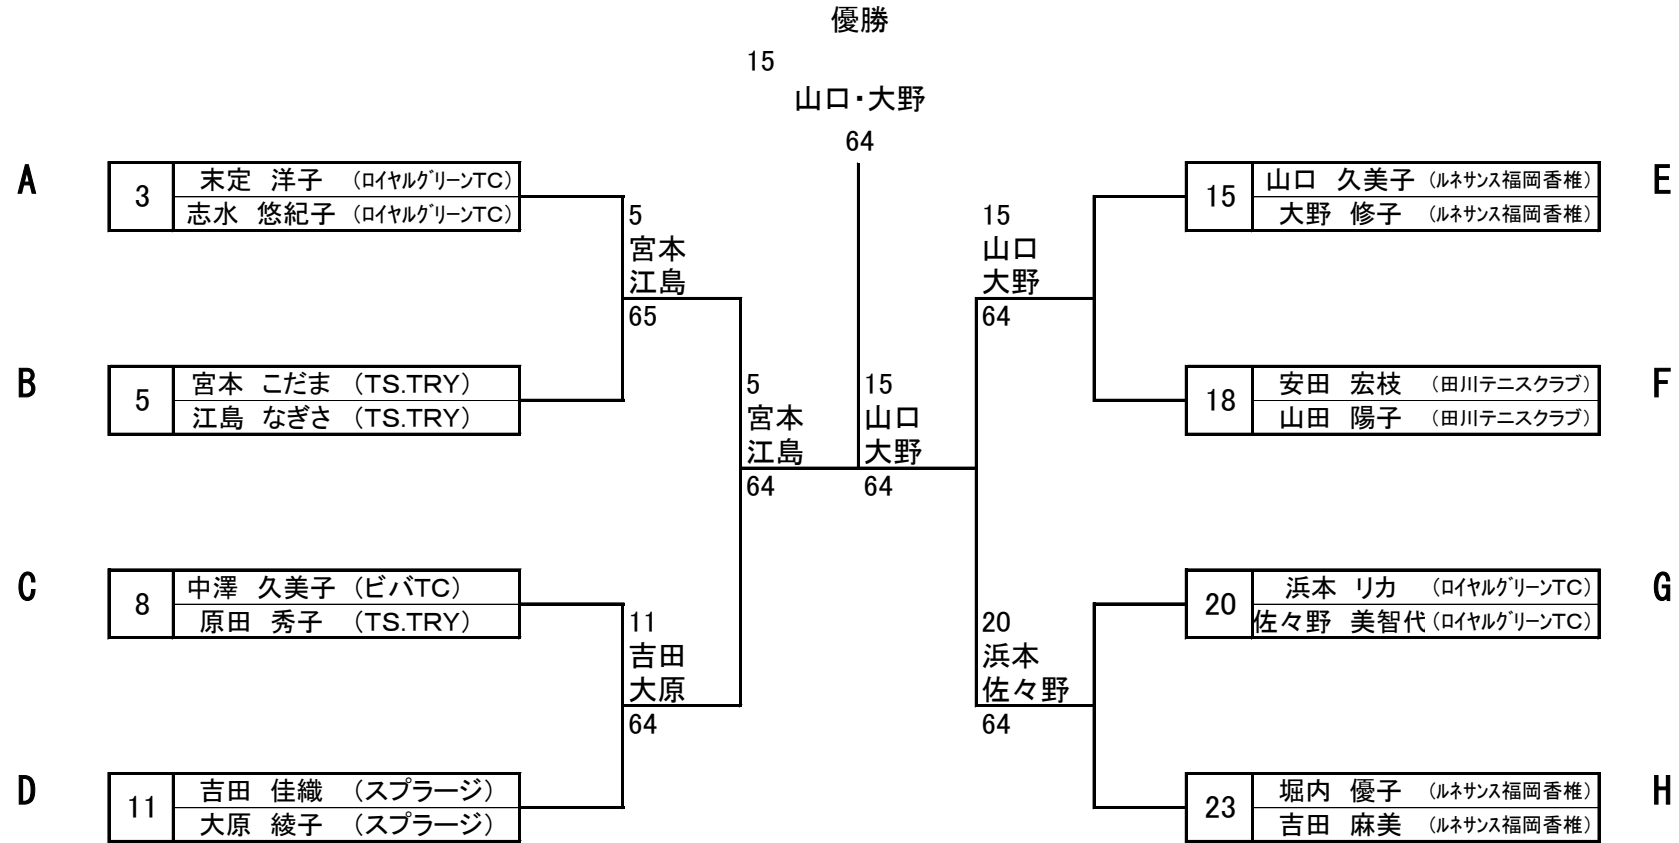 優勝
15
山口・大野
64
A
3
末定 洋子 (ロイヤルグリーンTC)
志水 悠紀子 (ロイヤルグリーンTC)
B
5
宮本 こだま (TS.TRY)
江島 なぎさ (TS.TRY)
C
8
中澤 久美子 (ビバTC)
原田 秀子 (TS.TRY)
D
11
吉田 佳織 (スプラージ)
大原 綾子 (スプラージ)
5
宮本
江島
65
11
吉田
大原
64
5
宮本
江島
64
15
山口
大野
64
15
山口
大野
64
20
浜本
佐々野
64
15
山口 久美子 (ルネサンス福岡香椎)
大野 修子 (ルネサンス福岡香椎)
E
18
安田 宏枝 (田川テニスクラブ)
山田 陽子 (田川テニスクラブ)
F
20
浜本 リカ (ロイヤルグリーンTC)
佐々野 美智代 (ロイヤルグリーンTC)
G
23
堀内 優子 (ルネサンス福岡香椎)
吉田 麻美 (ルネサンス福岡香椎)
H